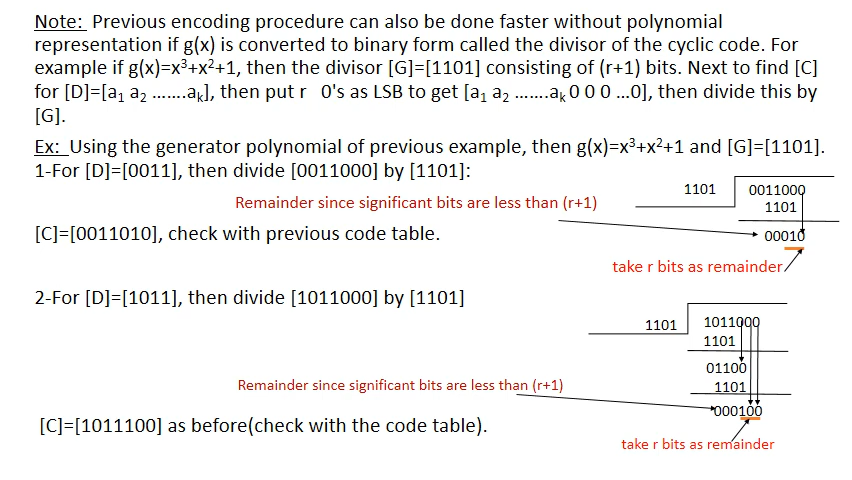 Note: Previous encoding procedure can also be done faster without polynomial
representation if g(x) is converted to binary form called the divisor of the cyclic code. For
example if g(x)=x³+x²+1, then the divisor [G]=[1101] consisting of (r+1) bits. Next to find [C]
for [D]=[a₁ a₂ .......aₖ], then put r 0's as LSB to get [a₁ a₂ .......aₖ 0 0 0 ...0], then divide this by
[G].
Ex: Using the generator polynomial of previous example, then g(x)=x³+x²+1 and [G]=[1101].
1-For [D]=[0011], then divide [0011000] by [1101]:
1101 0011000
Remainder since significant bits are less than (r+1)
1101
[C]=[0011010], check with previous code table.
00010
take r bits as remainder
2-For [D]=[1011], then divide [1011000] by [1101]
1101 1011000
1101
01100
Remainder since significant bits are less than (r+1)
1101
000100
[C]=[1011100] as before(check with the code table).
take r bits as remainder